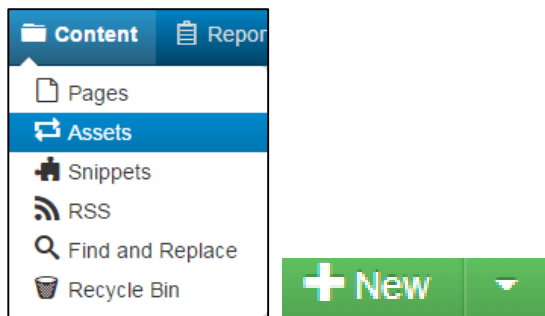 Content Repor
Pages
Assets
Snippets
RSS
Find and Replace
Recycle Bin
New